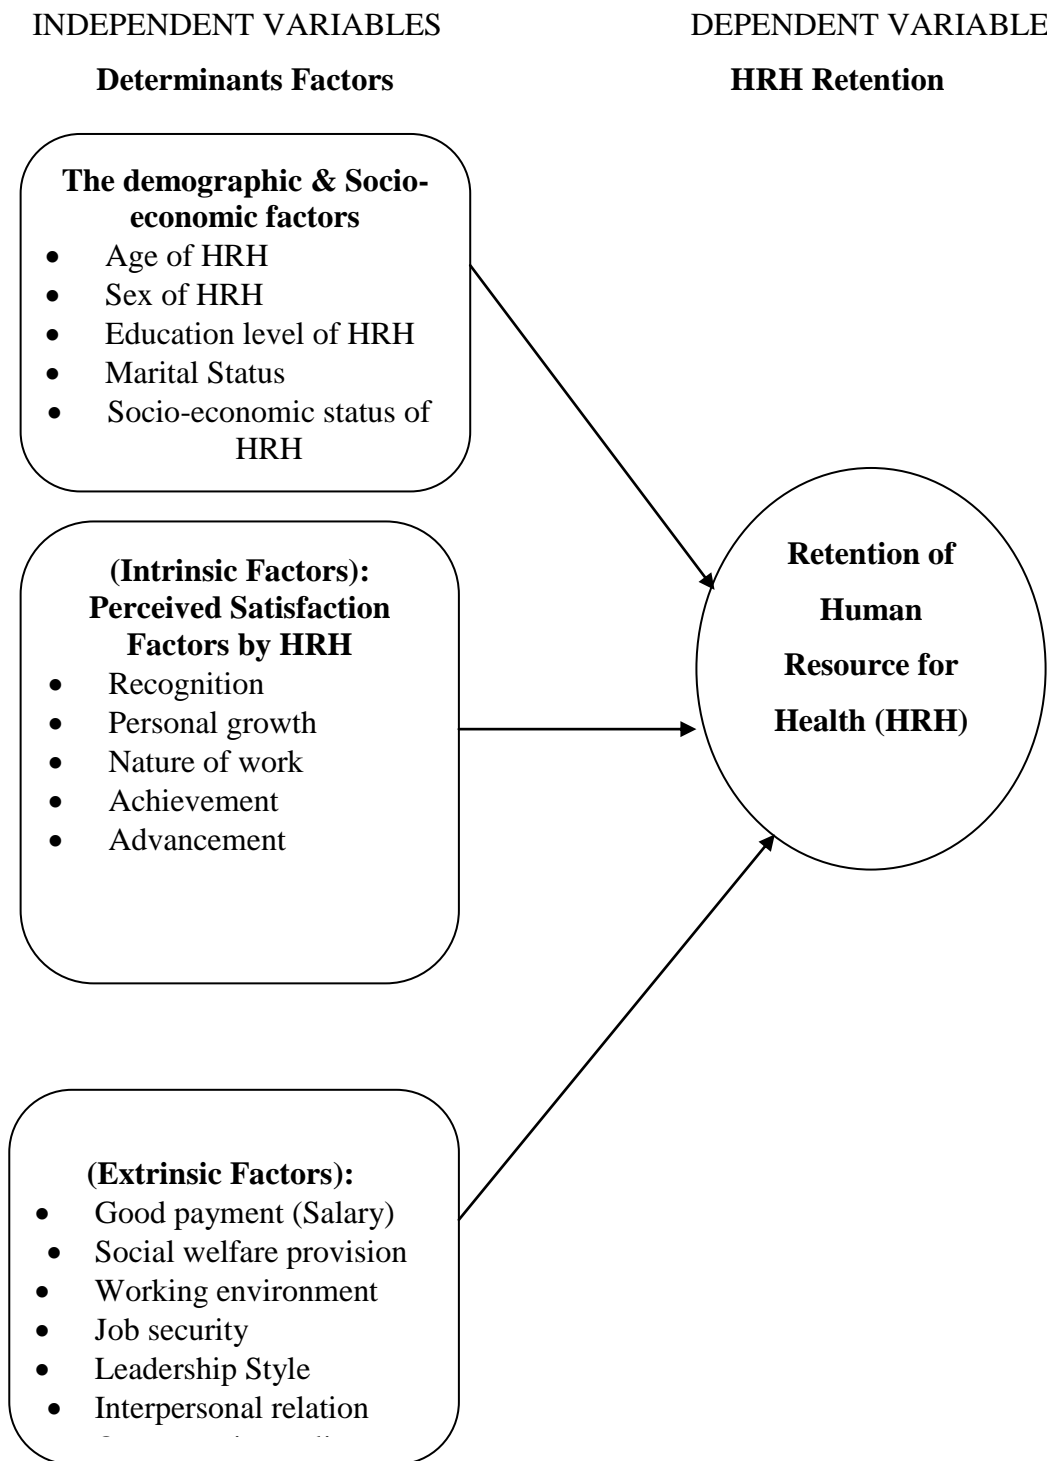 INDEPENDENT VARIABLES
DEPENDENT VARIABLE
Determinants Factors
HRH Retention
The demographic & Socio-
economic factors
• Age of HRH
• Sex of HRH
• Education level of HRH
• Marital Status
• Socio-economic status of
HRH
(Intrinsic Factors):
Perceived Satisfaction
Factors by HRH
• Recognition
• Personal growth
• Nature of work
• Achievement
• Advancement
(Extrinsic Factors):
• Good payment (Salary)
• Social welfare provision
• Working environment
• Job security
• Leadership Style
• Interpersonal relation
Retention of
Human
Resource for
Health (HRH)